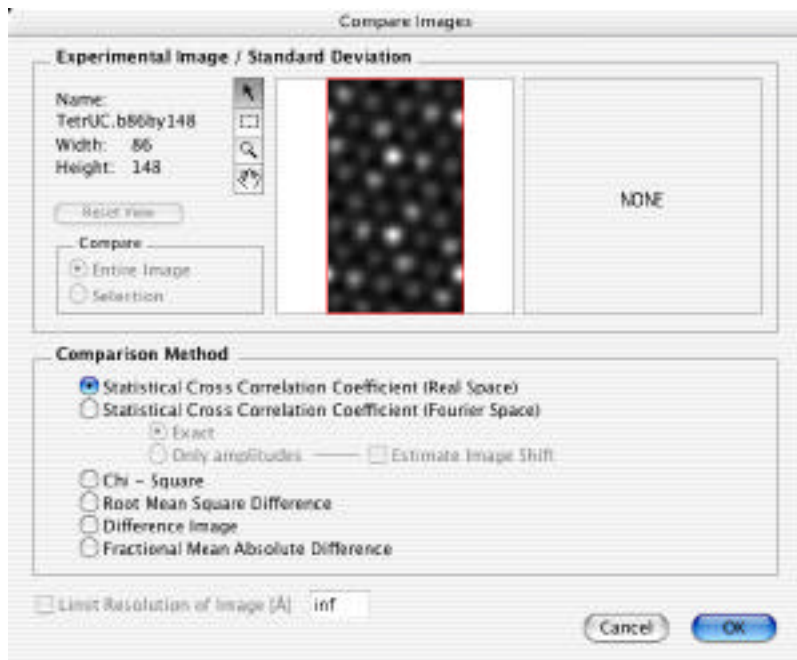 Compare Images
Experimental Image / Standard Deviation
Name:
TetrUC.b86by148
Width: 86
Height: 148
Reset View
Compare
Entire Image
Selection
NONE
Comparison Method
Statistical Cross Correlation Coefficient (Real Space)
Statistical Cross Correlation Coefficient (Fourier Space)
Exact
Only amplitudes Estimate Image Shift
Chi - Square
Root Mean Square Difference
Difference Image
Fractional Mean Absolute Difference
Limit Resolution of Image [Å] inf
Cancel OK